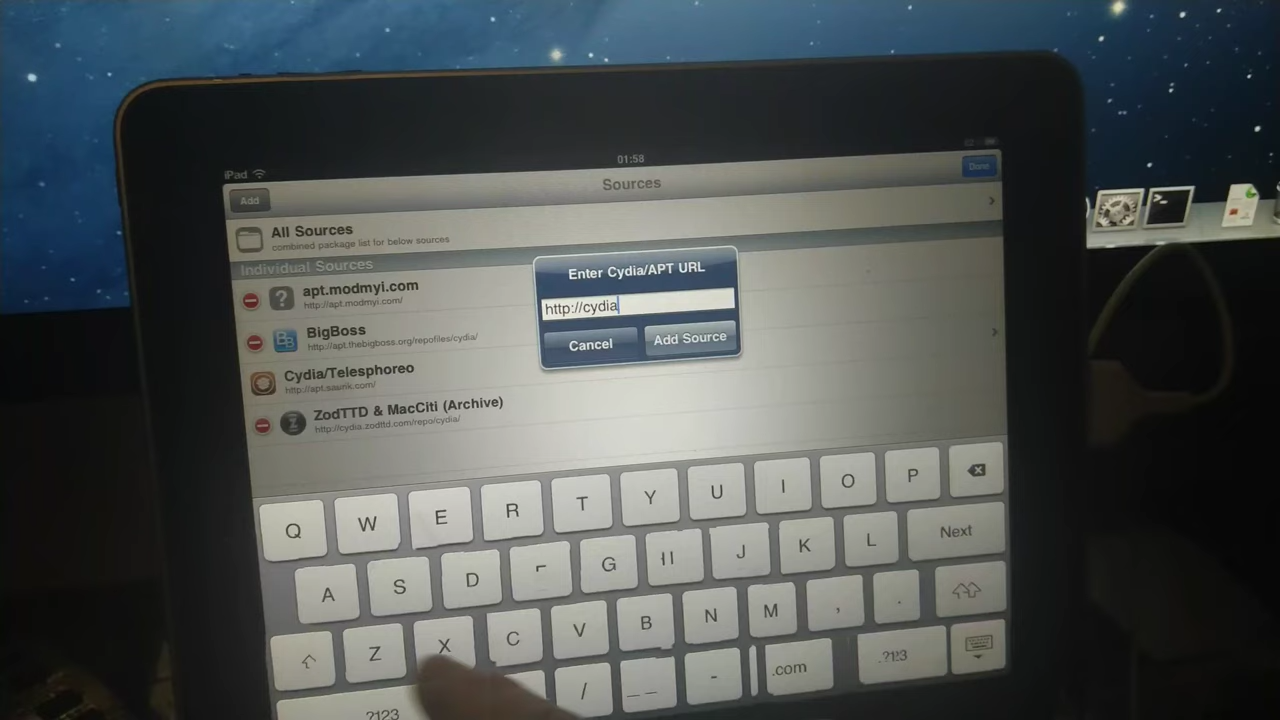 iPad
01:58
Add
Sources
Done
All Sources
combined package list for below sources
Individual Sources
apt.modmyi.com
http://apt.modmyi.com/
BigBoss
http://apt.thebigboss.org/repofiles/cydia/
Cydia/Telesphoreo
http://apt.saurik.com/
ZodTTD & MacCiti (Archive)
http://cydia.zodttd.com/repo/cydia/
Enter Cydia/APT URL
http://cydia
Cancel
Add Source
Q W E R T Y U I O P
A S D F G H J K L Next
Z X C V B N M , .
?123 / _ - .com .?123